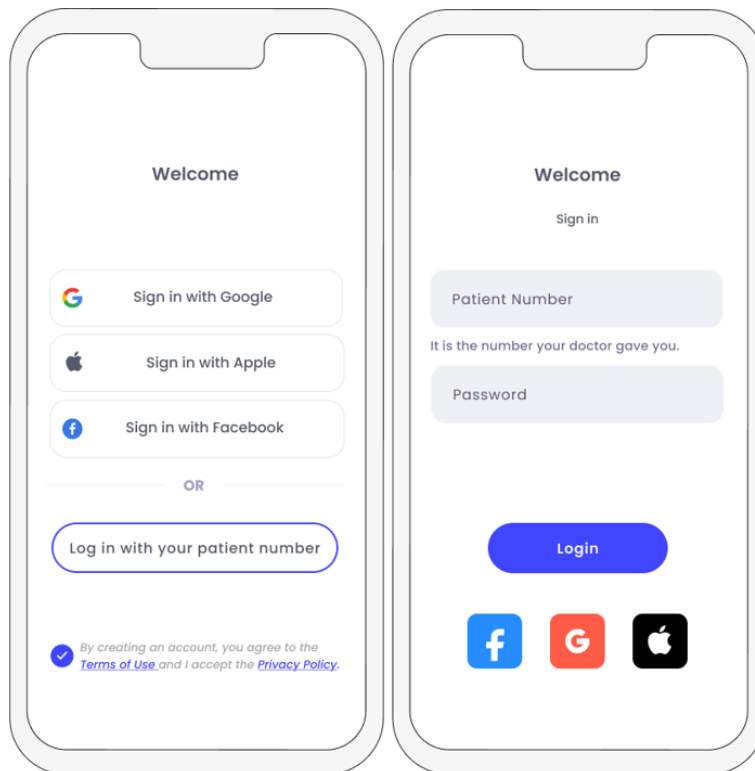 Welcome
Sign in with Google
Sign in with Apple
Sign in with Facebook
OR
Log in with your patient number
By creating an account, you agree to the
Terms of Use and I accept the Privacy Policy.
Welcome
Sign in
Patient Number
It is the number your doctor gave you.
Password
Login